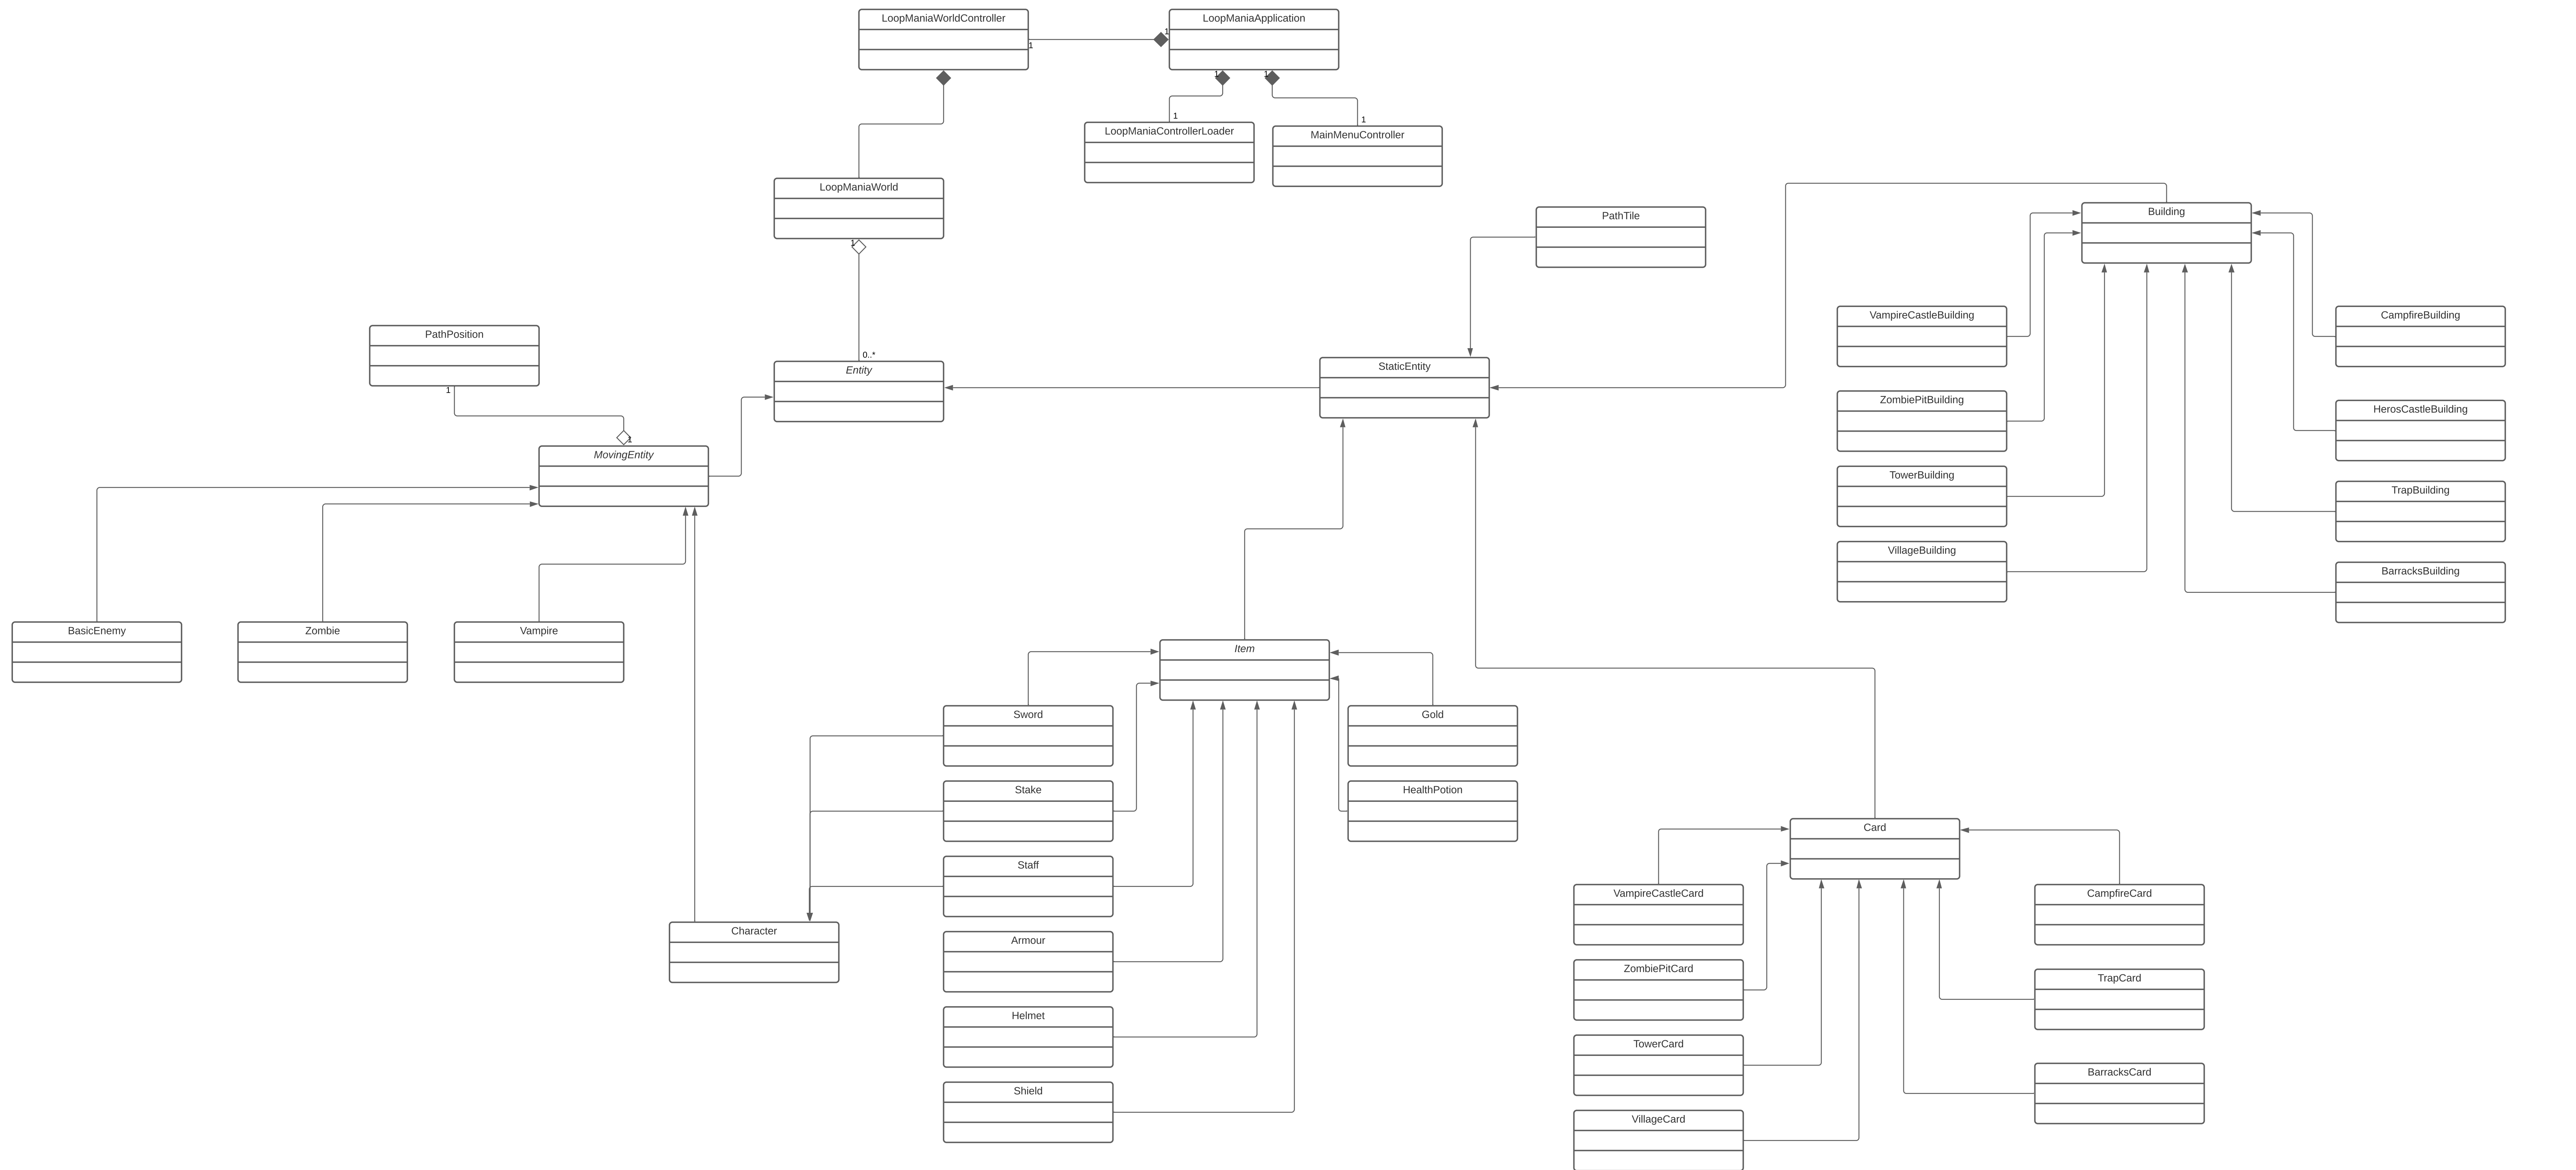 LoopManiaWorldController
LoopManiaApplication
1
1
1
1
1
1
LoopManiaControllerLoader
MainMenuController
LoopManiaWorld
1
PathTile
Building
VampireCastleBuilding
CampfireBuilding
PathPosition
0..*
Entity
StaticEntity
1
ZombiePitBuilding
HerosCastleBuilding
1
MovingEntity
TowerBuilding
TrapBuilding
VillageBuilding
BarracksBuilding
BasicEnemy
Zombie
Vampire
Item
Sword
Gold
Stake
HealthPotion
Card
Staff
VampireCastleCard
CampfireCard
Character
Armour
ZombiePitCard
TrapCard
Helmet
TowerCard
BarracksCard
Shield
VillageCard